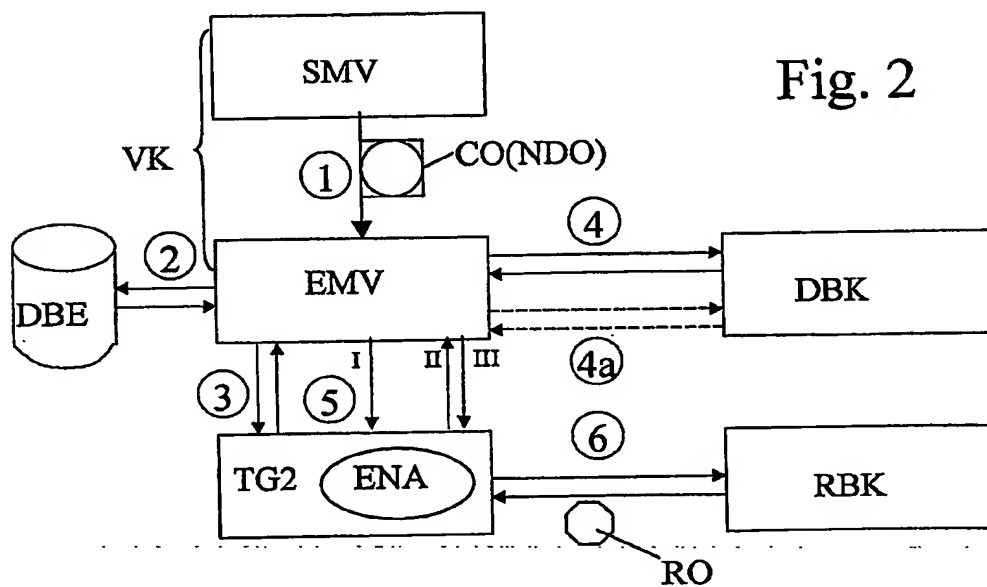 SMV
Fig. 2
VK
1
CO(NDO)
2
4
DBE
EMV
DBK
4a
I
II
III
3
5
6
TG2
ENA
RBK
RO